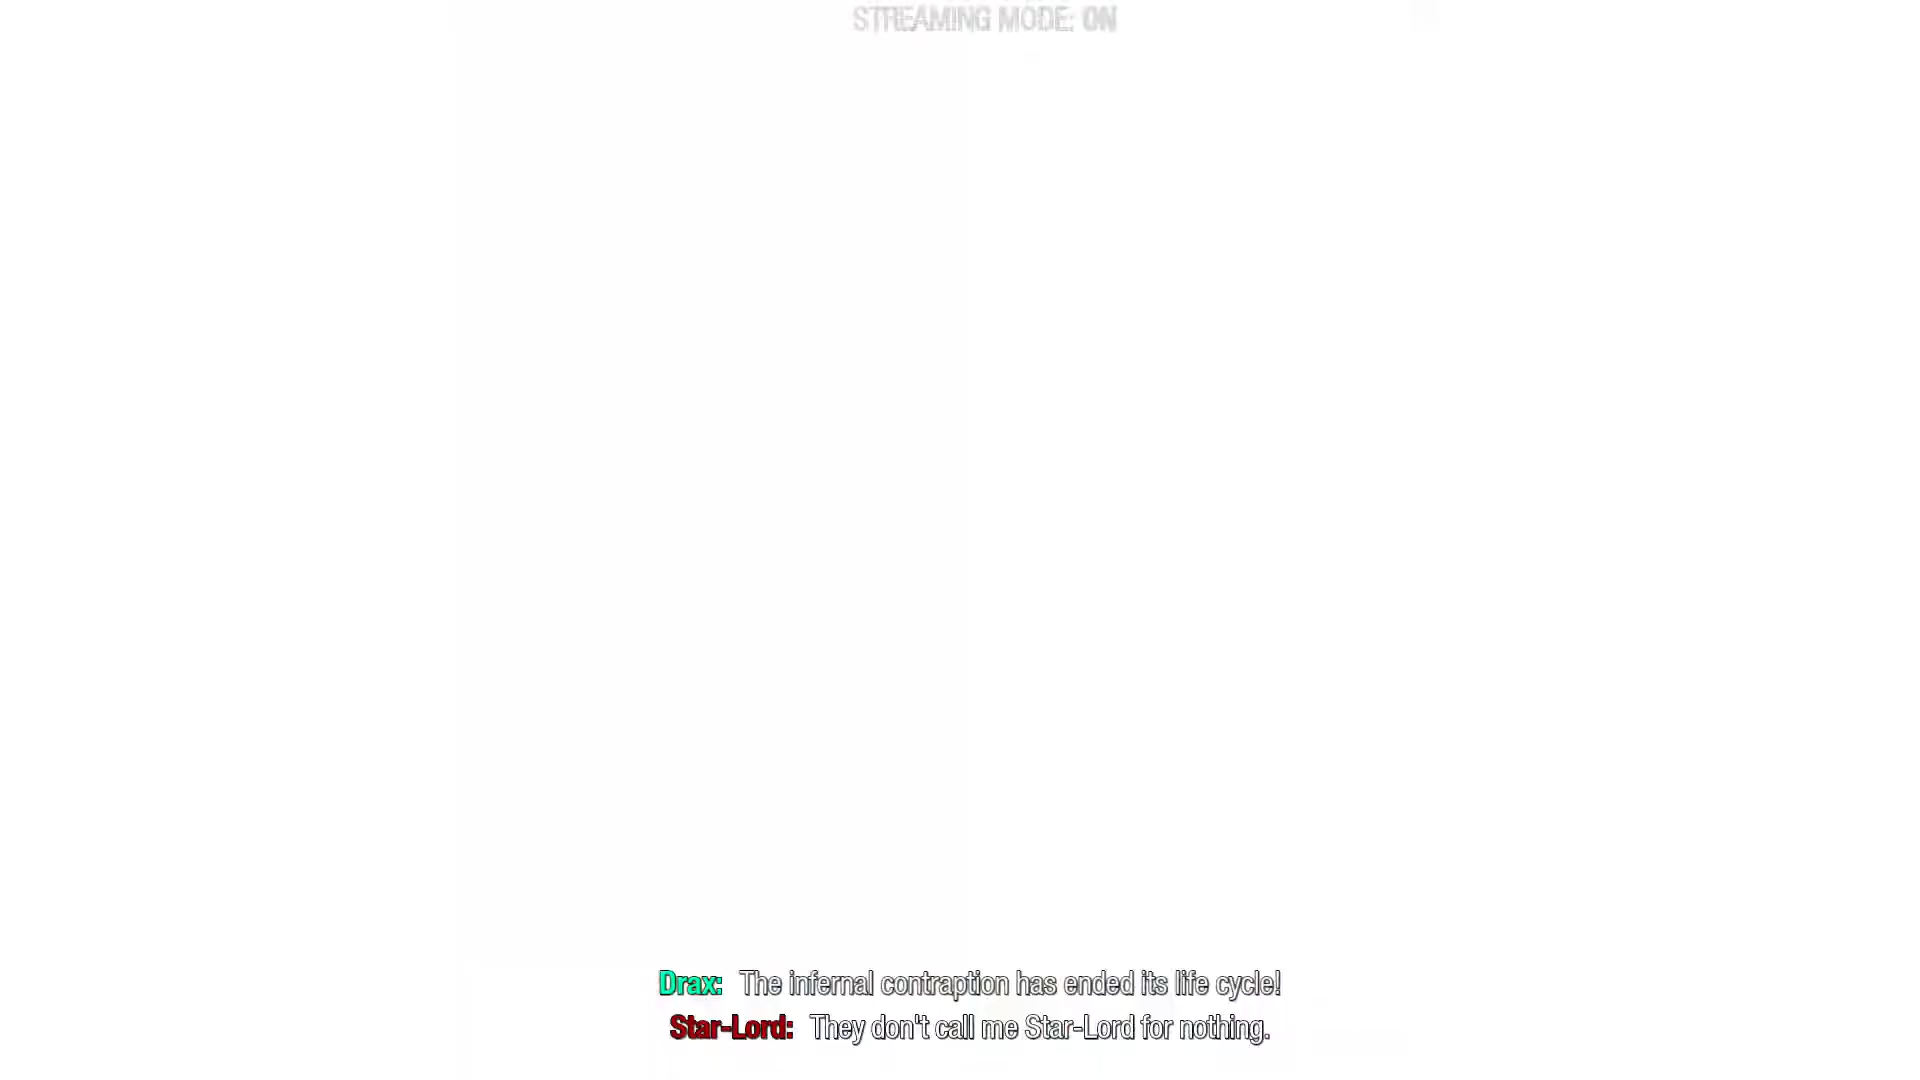 STREAMING MODE: ON
Drax: The infernal contraption has ended its life cycle!
Star-Lord: They don't call me Star-Lord for nothing.